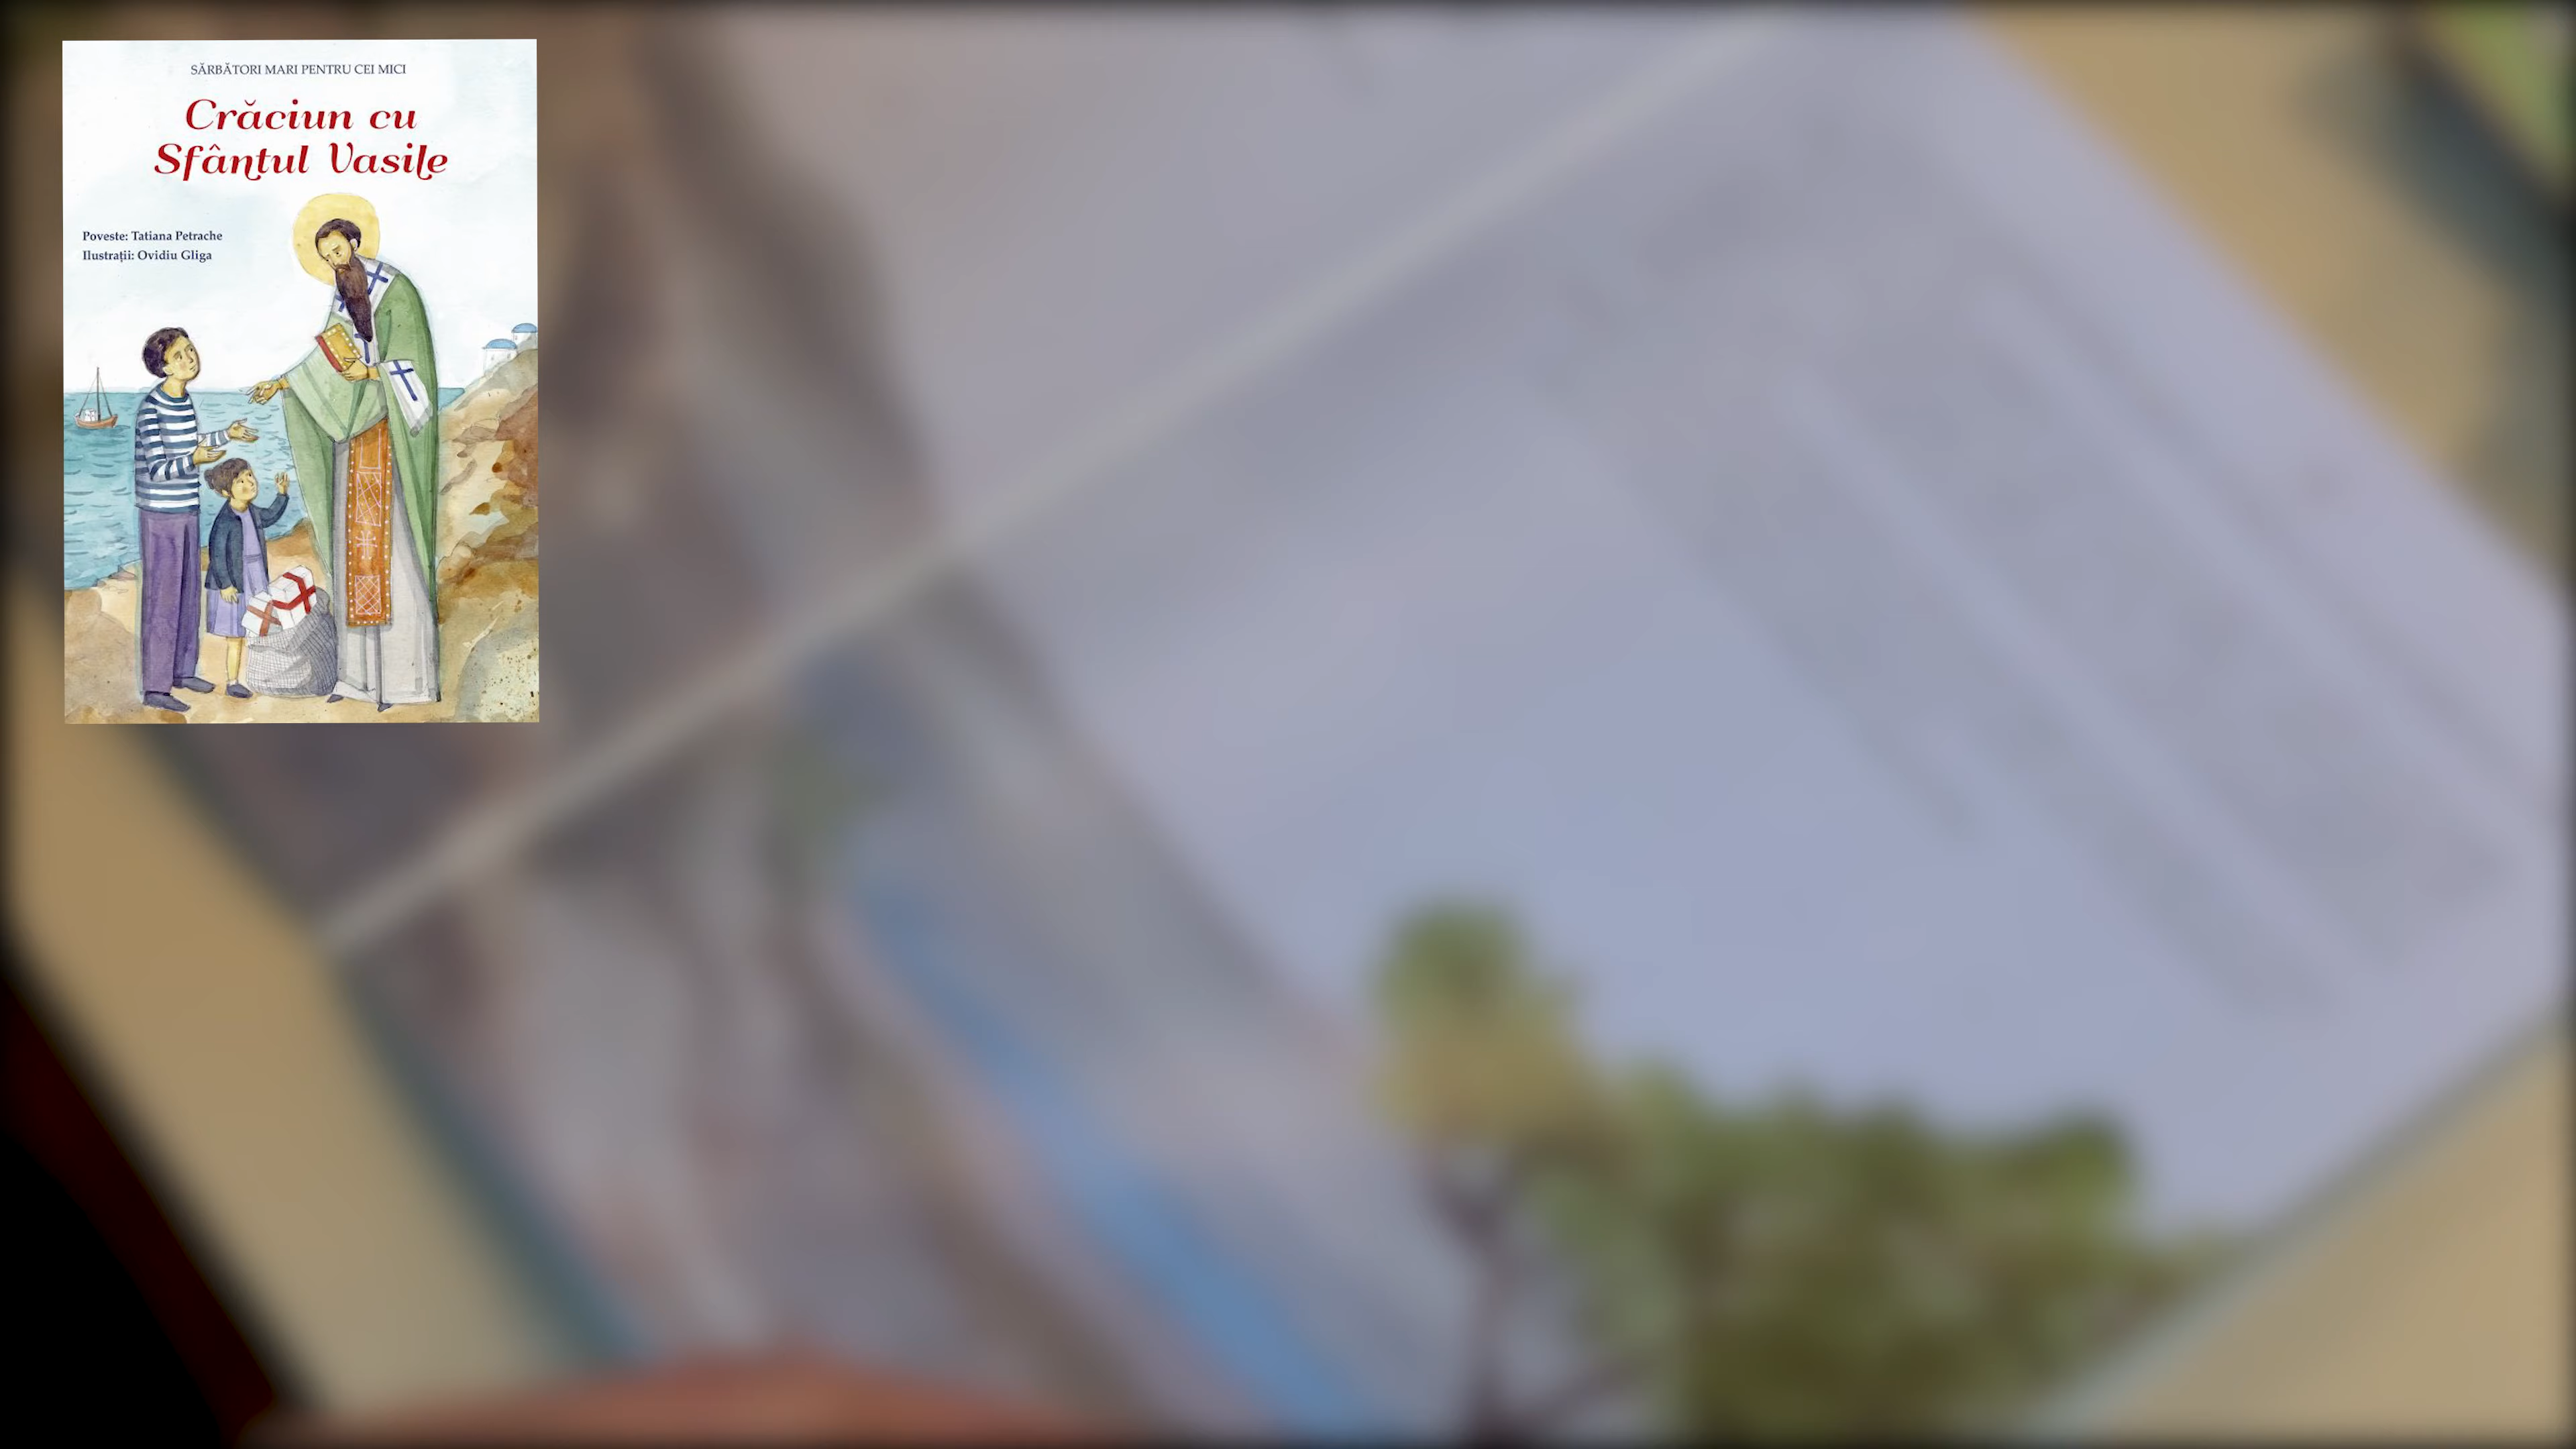 SĂRBĂTORI MARI PENTRU CEI MICI
Crăciun cu
Sfântul Vasile
Poveste: Tatiana Petrache
Ilustrații: Ovidiu Gliga